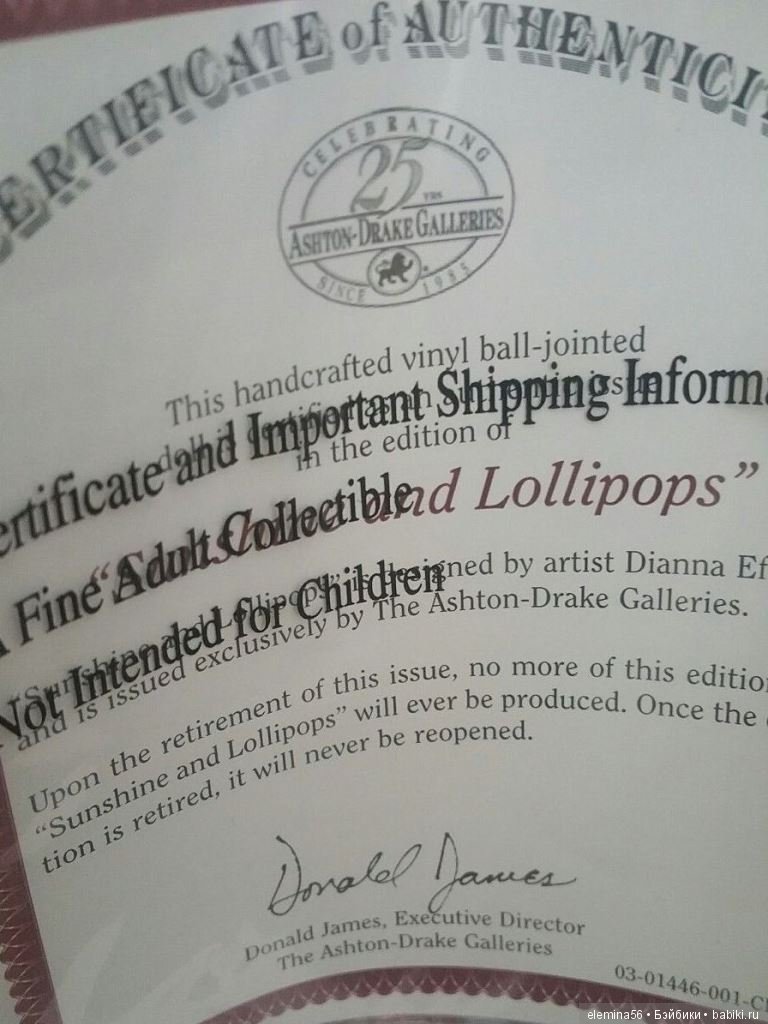 ERTIFICATE of AUTHENTICI
CELEBRATING
25
YRS
ASHTON-DRAKE GALLERIES
SINCE 1985
This handcrafted vinyl ball-jointed
ertificate and Important Shipping Informa
in the edition of
and Lollipops”
Fine Adult Collectible
designed by artist Dianna Ef
Not Intended for Children
and is issued exclusively by The Ashton-Drake Galleries.
Upon the retirement of this issue, no more of this editio
“Sunshine and Lollipops” will ever be produced. Once the
tion is retired, it will never be reopened.
Donald James
Donald James, Executive Director
The Ashton-Drake Galleries
03-01446-001-C
elemina56 • Бэйбики • babiki.ru